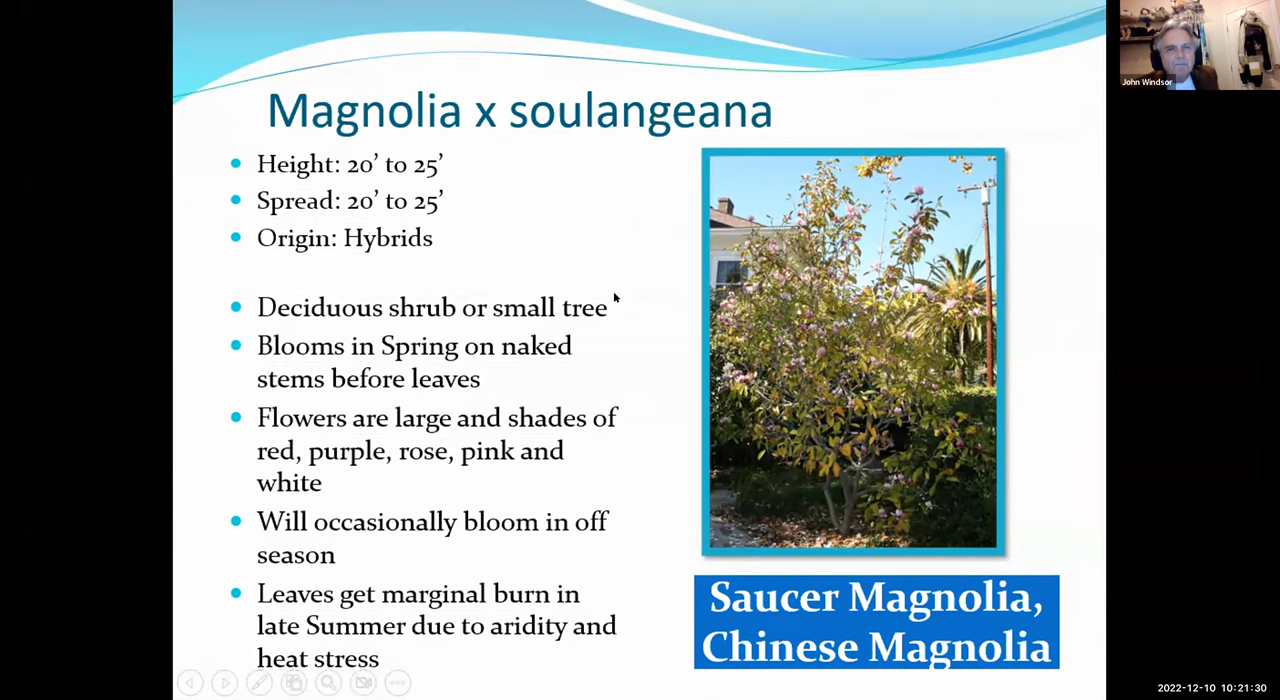 Magnolia x soulangeana
Height: 20’ to 25’
Spread: 20’ to 25’
Origin: Hybrids
Deciduous shrub or small tree
Blooms in Spring on naked
stems before leaves
Flowers are large and shades of
red, purple, rose, pink and
white
Will occasionally bloom in off
season
Leaves get marginal burn in
late Summer due to aridity and
heat stress
Saucer Magnolia,
Chinese Magnolia
John Windsor
2022-12-10 10:21:30